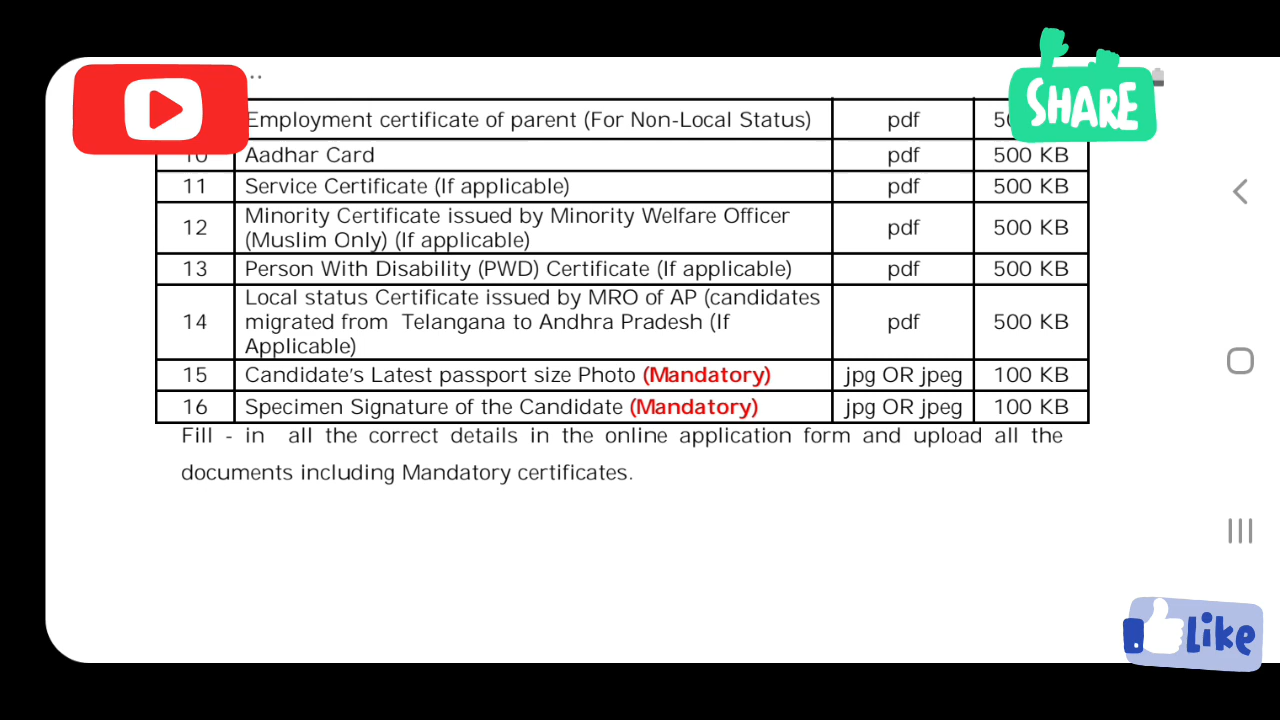 Employment certificate of parent (For Non-Local Status) pdf
SHARE
10 Aadhar Card pdf 500 KB
11 Service Certificate (If applicable) pdf 500 KB
12 Minority Certificate issued by Minority Welfare Officer
(Muslim Only) (If applicable) pdf 500 KB
13 Person With Disability (PWD) Certificate (If applicable) pdf 500 KB
14 Local status Certificate issued by MRO of AP (candidates
migrated from Telangana to Andhra Pradesh (If pdf 500 KB
Applicable)
15 Candidate's Latest passport size Photo (Mandatory) jpg OR jpeg 100 KB
16 Specimen Signature of the Candidate (Mandatory) jpg OR jpeg 100 KB
Fill - in all the correct details in the online application form and upload all the
documents including Mandatory certificates.
Like